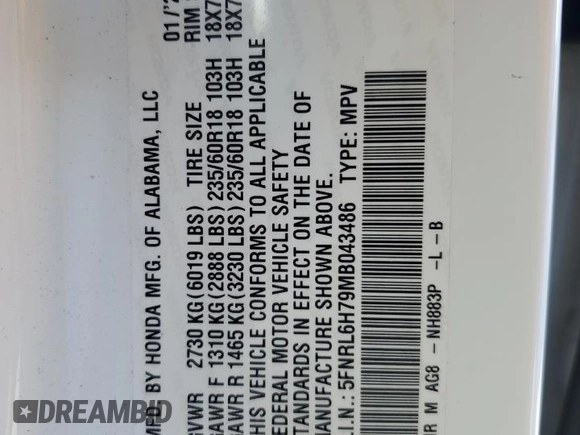 MFD. BY HONDA MFG. OF ALABAMA, LLC 01/'2
GVWR 2730 KG (6019 LBS) TIRE SIZE RIM
GAWR F 1310 KG (2888 LBS) 235/60R18 103H 18X7
GAWR R 1465 KG (3230 LBS) 235/60R18 103H 18X7
THIS VEHICLE CONFORMS TO ALL APPLICABLE
FEDERAL MOTOR VEHICLE SAFETY
STANDARDS IN EFFECT ON THE DATE OF
MANUFACTURE SHOWN ABOVE.
V.I.N.: 5FNRL6H79MB043486 TYPE: MPV
R M AG8 - NH883P -L-B
DREAMBID